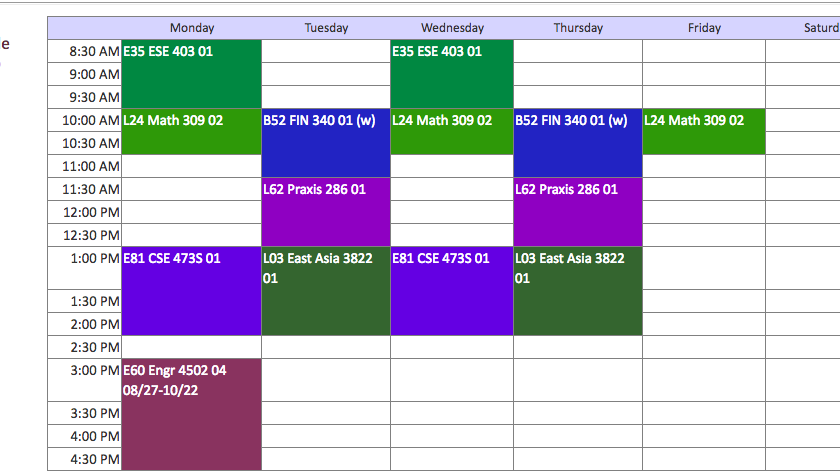 Monday Tuesday Wednesday Thursday Friday Saturd
le
8:30 AM E35 ESE 403 01 E35 ESE 403 01
9:00 AM
9:30 AM
10:00 AM L24 Math 309 02 B52 FIN 340 01 (w) L24 Math 309 02 B52 FIN 340 01 (w) L24 Math 309 02
10:30 AM
11:00 AM
11:30 AM L62 Praxis 286 01 L62 Praxis 286 01
12:00 PM
12:30 PM
1:00 PM E81 CSE 473S 01 L03 East Asia 3822 E81 CSE 473S 01 L03 East Asia 3822
01 01
1:30 PM
2:00 PM
2:30 PM
3:00 PM E60 Engr 4502 04
08/27-10/22
3:30 PM
4:00 PM
4:30 PM